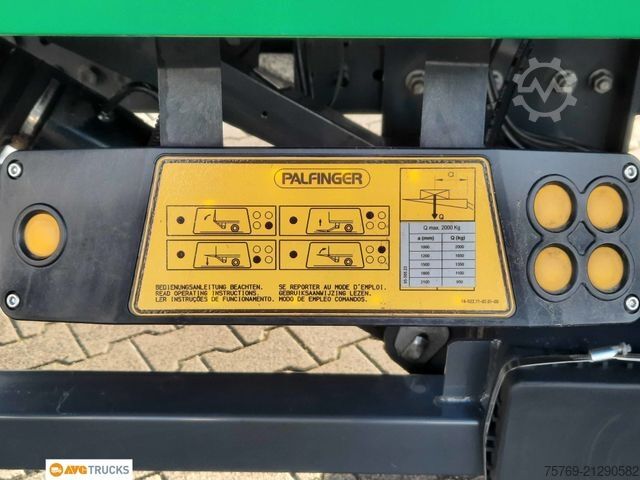 PALFINGER
Q
Q
Q max. 2000 Kg
a (mm) Q (kg)
1000 2000
1200 1650
1500 1350
1800 1100
2100 950
BEDIENUNGSANLEITUNG BEACHTEN.
READ OPERATING INSTRUCTIONS.
LER INSTRUÇÕES DE FUNCIONAMENTO.
SE REPORTER AU MODE D'EMPLOI.
GEBRUIKSAANWIJZING LEZEN.
MODO DE EMPLEO COMANDOS.
AVG TRUCKS
75769-21290582